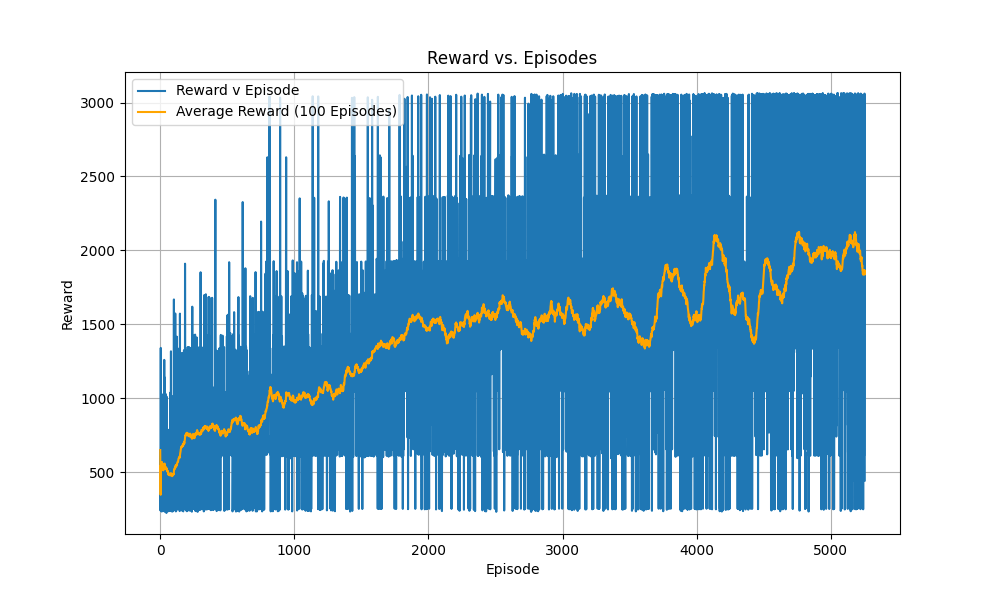 Reward vs. Episodes
Reward v Episode
Average Reward (100 Episodes)
Reward
3000
2500
2000
1500
1000
500
0 1000 2000 3000 4000 5000
Episode